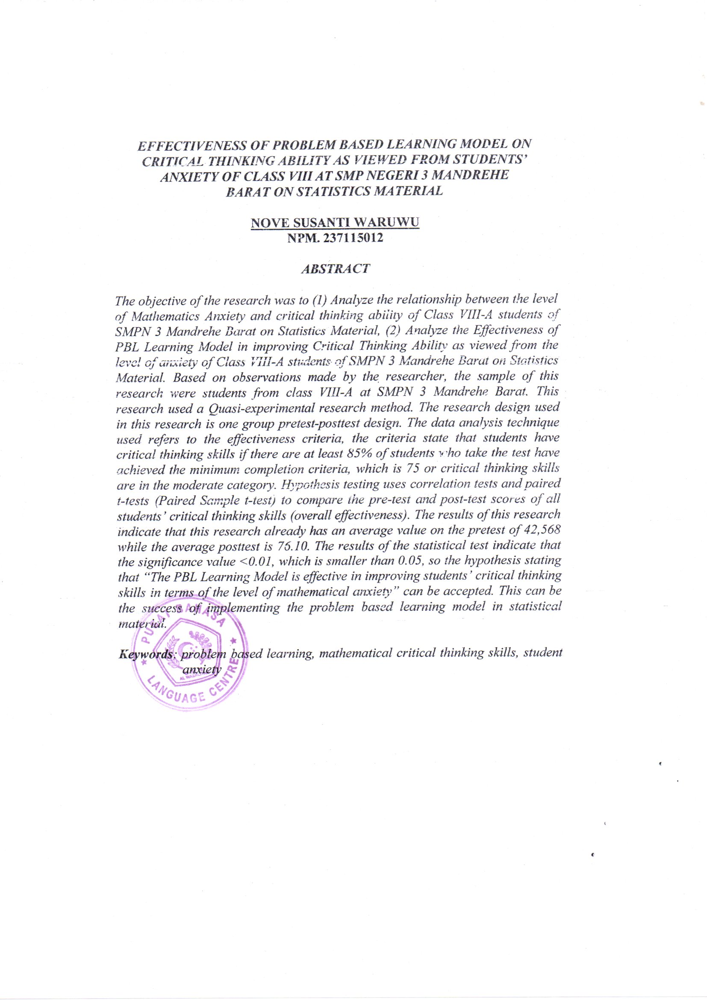 EFFECTIVENESS OF PROBLEM BASED LEARNING MODEL ON
CRITICAL THINKING ABILITY AS VIEWED FROM STUDENTS'
ANXIETY OF CLASS VIII AT SMP NEGERI 3 MANDREHE
BARAT ON STATISTICS MATERIAL
NOVE SUSANTI WARUWU
NPM. 237115012
ABSTRACT
The objective of the research was to (1) Analyze the relationship between the level
of Mathematics Anxiety and critical thinking ability of Class VIII-A students of
SMPN 3 Mandrehe Barat on Statistics Material, (2) Analyze the Effectiveness of
PBL Learning Model in improving Critical Thinking Ability as viewed from the
level of anxiety of Class VIII-A students of SMPN 3 Mandrehe Barat on Statistics
Material. Based on observations made by the researcher, the sample of this
research were students from class VIII-A at SMPN 3 Mandrehe Barat. This
research used a Quasi-experimental research method. The research design used
in this research is one group pretest-posttest design. The data analysis technique
used refers to the effectiveness criteria, the criteria state that students have
critical thinking skills if there are at least 85% of students who take the test have
achieved the minimum completion criteria, which is 75 or critical thinking skills
are in the moderate category. Hypothesis testing uses correlation tests and paired
t-tests (Paired Sample t-test) to compare the pre-test and post-test scores of all
students' critical thinking skills (overall effectiveness). The results of this research
indicate that this research already has an average value on the pretest of 42,568
while the average posttest is 76.10. The results of the statistical test indicate that
the significance value <0.01, which is smaller than 0.05, so the hypothesis stating
that "The PBL Learning Model is effective in improving students' critical thinking
skills in terms of the level of mathematical anxiety" can be accepted. This can be
the success of implementing the problem based learning model in statistical
material.
Keywords: problem based learning, mathematical critical thinking skills, student
anxiety
PUSAT BAHASA
LANGUAGE CENTRE